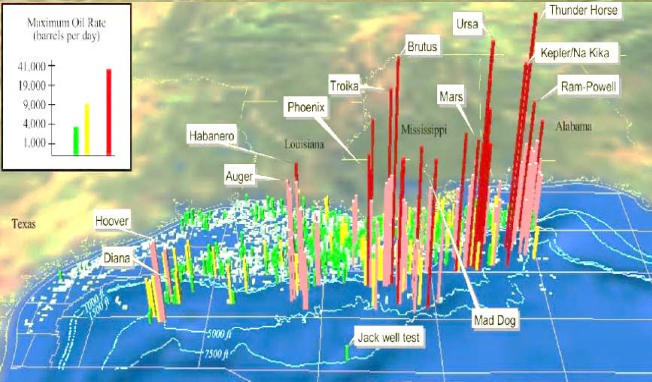 Maximum Oil Rate
(barrels per day)
41,000
19,000
9,000
4,000
1,000
Thunder Horse
Ursa
Brutus
Kepler/Na Kika
Troika
Ram-Powell
Mars
Phoenix
Habanero
Louisiana
Mississippi
Alabama
Auger
Texas
Hoover
Diana
Mad Dog
5000 ft
7500 ft
Jack well test